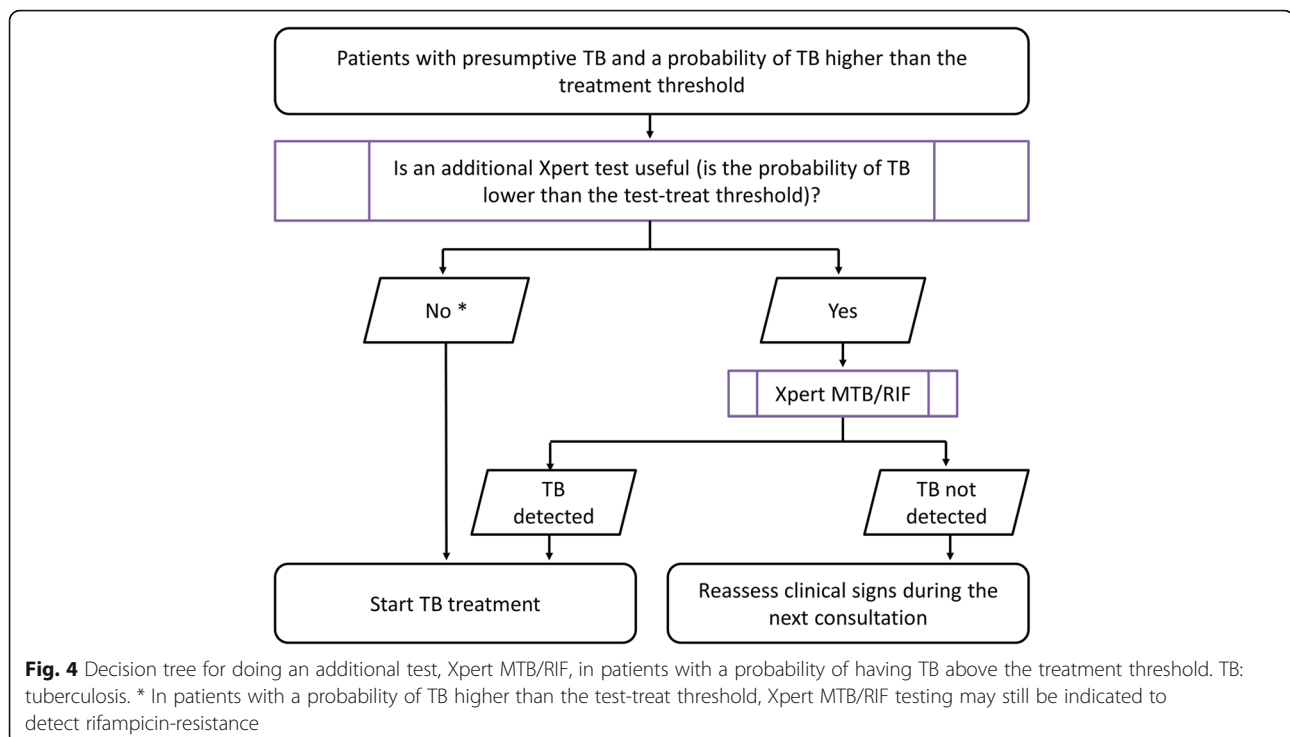 Patients with presumptive TB and a probability of TB higher than the
treatment threshold
Is an additional Xpert test useful (is the probability of TB
lower than the test-treat threshold)?
No *
Yes
Xpert MTB/RIF
TB
detected
TB not
detected
Start TB treatment
Reassess clinical signs during the
next consultation
Fig. 4 Decision tree for doing an additional test, Xpert MTB/RIF, in patients with a probability of having TB above the treatment threshold. TB:
tuberculosis. * In patients with a probability of TB higher than the test-treat threshold, Xpert MTB/RIF testing may still be indicated to
detect rifampicin-resistance